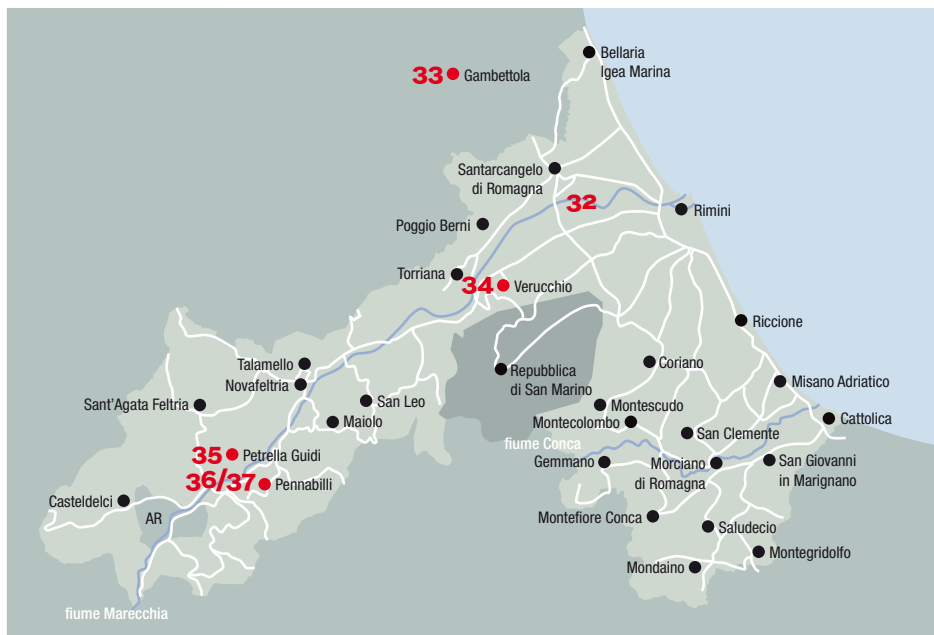 Bellaria
Igea Marina
33 Gambettola
Santarcangelo
di Romagna
32
Rimini
Poggio Berni
Torriana
34 Verucchio
Riccione
Talamello
Novafeltria
Repubblica
di San Marino
Coriano
Misano Adriatico
Sant'Agata Feltria
San Leo
Maiolo
Montescudo
Montecolombo
Cattolica
San Clemente
fiume Conca
35 Petrella Guidi
36/37 Pennabilli
Gemmano
Morciano
di Romagna
San Giovanni
in Marignano
Casteldelci
AR
Montefiore Conca
Saludecio
Montegridolfo
Mondaino
fiume Marecchia